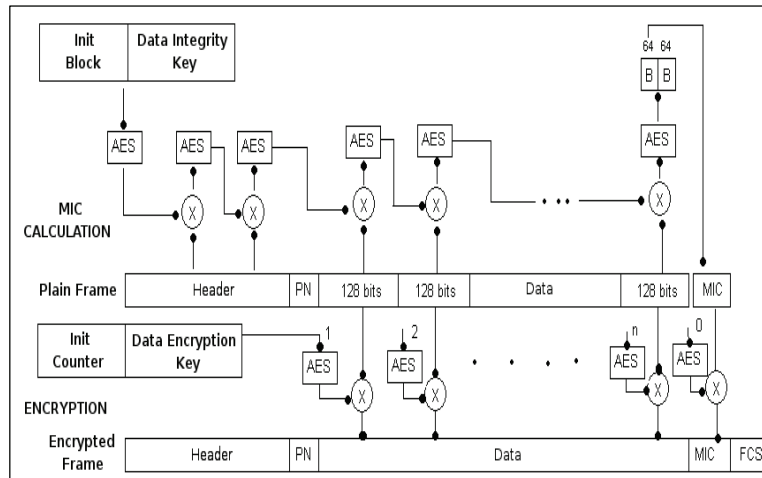 64 64
Init Block Data Integrity Key
B B
AES AES AES AES AES AES
X X X X X
MIC CALCULATION
Plain Frame Header PN 128 bits 128 bits Data 128 bits MIC
Init Counter Data Encryption Key 1 2 n 0
AES AES AES AES
X X X X
ENCRYPTION
Encrypted Frame Header PN Data MIC FCS